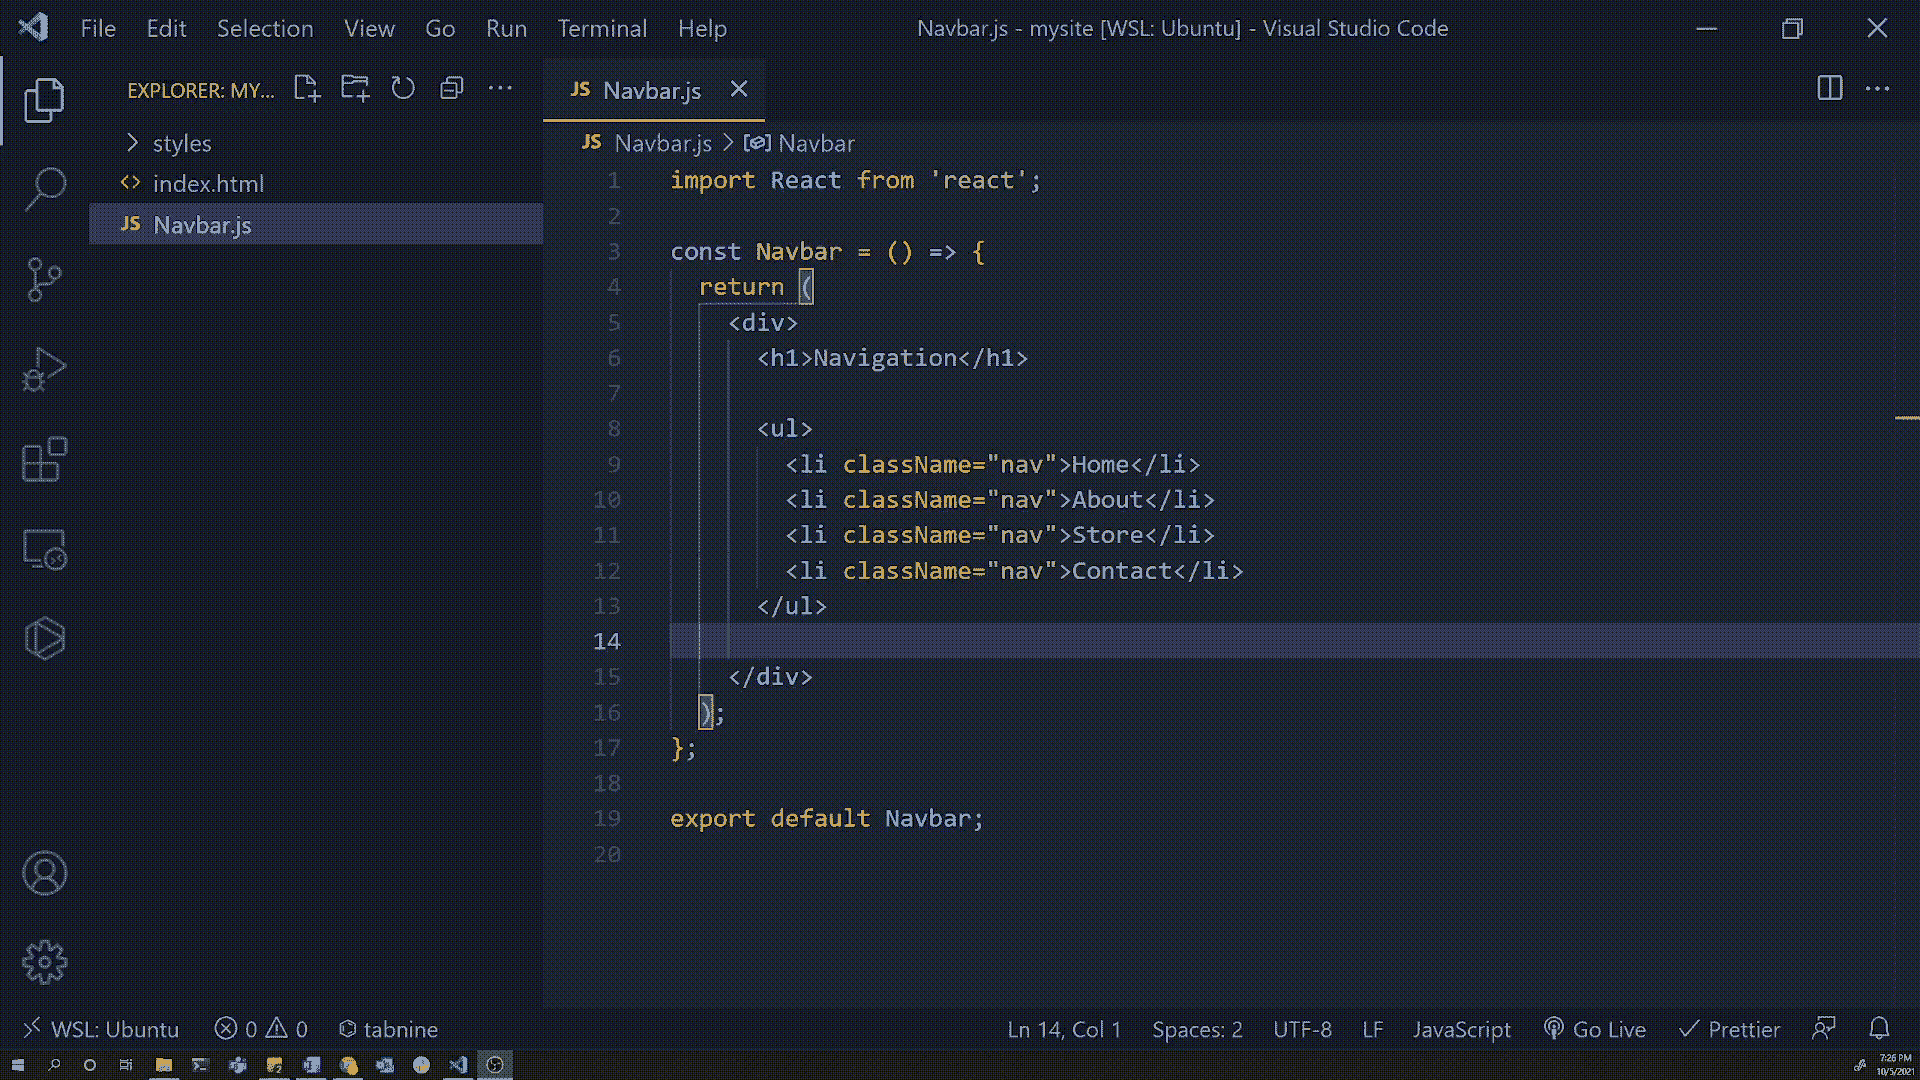 File Edit Selection View Go Run Terminal Help
Navbar.js - mysite [WSL: Ubuntu] - Visual Studio Code
EXPLORER: MY...
styles
<> index.html
JS Navbar.js
JS Navbar.js
JS Navbar.js > Navbar
1 import React from 'react';
2
3 const Navbar = () => {
4   return (
5     <div>
6       <h1>Navigation</h1>
7
8       <ul>
9         <li className="nav">Home</li>
10         <li className="nav">About</li>
11         <li className="nav">Store</li>
12         <li className="nav">Contact</li>
13       </ul>
14
15     </div>
16   );
17 };
18
19 export default Navbar;
20
WSL: Ubuntu 0 0 tabnine Ln 14, Col 1 Spaces: 2 UTF-8 LF JavaScript Go Live Prettier
7:26 PM
10/5/2021